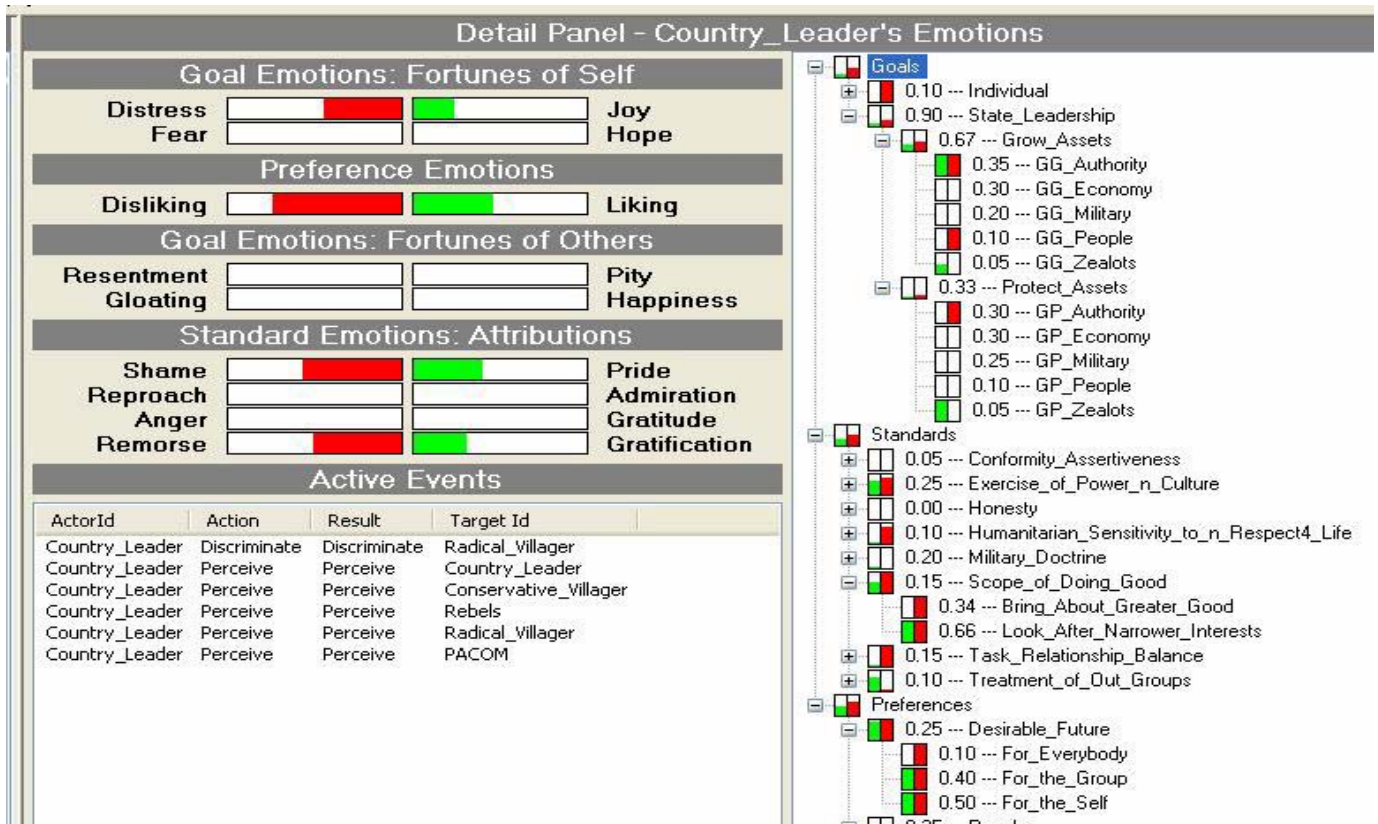 Detail Panel - Country_Leader's Emotions
Goal Emotions: Fortunes of Self
Distress Joy
Fear Hope
Preference Emotions
Disliking Liking
Goal Emotions: Fortunes of Others
Resentment Pity
Gloating Happiness
Standard Emotions: Attributions
Shame Pride
Reproach Admiration
Anger Gratitude
Remorse Gratification
Active Events
ActorId Action Result Target Id
Country_Leader Discriminate Discriminate Radical_Villager
Country_Leader Perceive Perceive Country_Leader
Country_Leader Perceive Perceive Conservative_Villager
Country_Leader Perceive Perceive Rebels
Country_Leader Perceive Perceive Radical_Villager
Country_Leader Perceive Perceive PACOM
Goals
0.10 --- Individual
0.90 --- State_Leadership
0.67 --- Grow_Assets
0.35 --- GG_Authority
0.30 --- GG_Economy
0.20 --- GG_Military
0.10 --- GG_People
0.05 --- GG_Zealots
0.33 --- Protect_Assets
0.30 --- GP_Authority
0.30 --- GP_Economy
0.25 --- GP_Military
0.10 --- GP_People
0.05 --- GP_Zealots
Standards
0.05 --- Conformity_Assertiveness
0.25 --- Exercise_of_Power_n_Culture
0.00 --- Honesty
0.10 --- Humanitarian_Sensitivity_to_n_Respect4_Life
0.20 --- Military_Doctrine
0.15 --- Scope_of_Doing_Good
0.34 --- Bring_About_Greater_Good
0.66 --- Look_After_Narrower_Interests
0.15 --- Task_Relationship_Balance
0.10 --- Treatment_of_Out_Groups
Preferences
0.25 --- Desirable_Future
0.10 --- For_Everybody
0.40 --- For_the_Group
0.50 --- For_the_Self